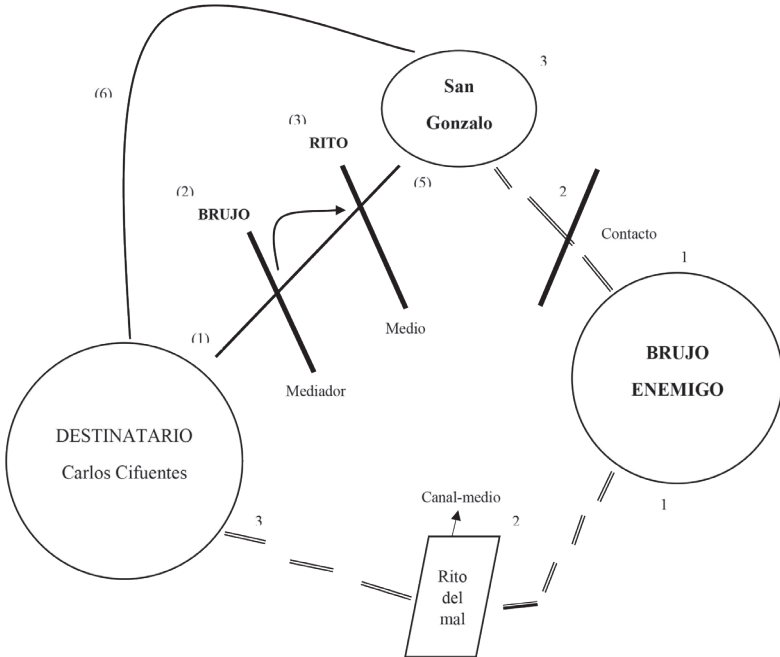 San
Gonzalo
3
(6)
(3)
RITO
(5)
(2)
BRUJO
2
Contacto
1
(1)
Medio
Mediador
BRUJO
ENEMIGO
DESTINATARIO
Carlos Cifuentes
Canal-medio
1
3
2
Rito
del
mal